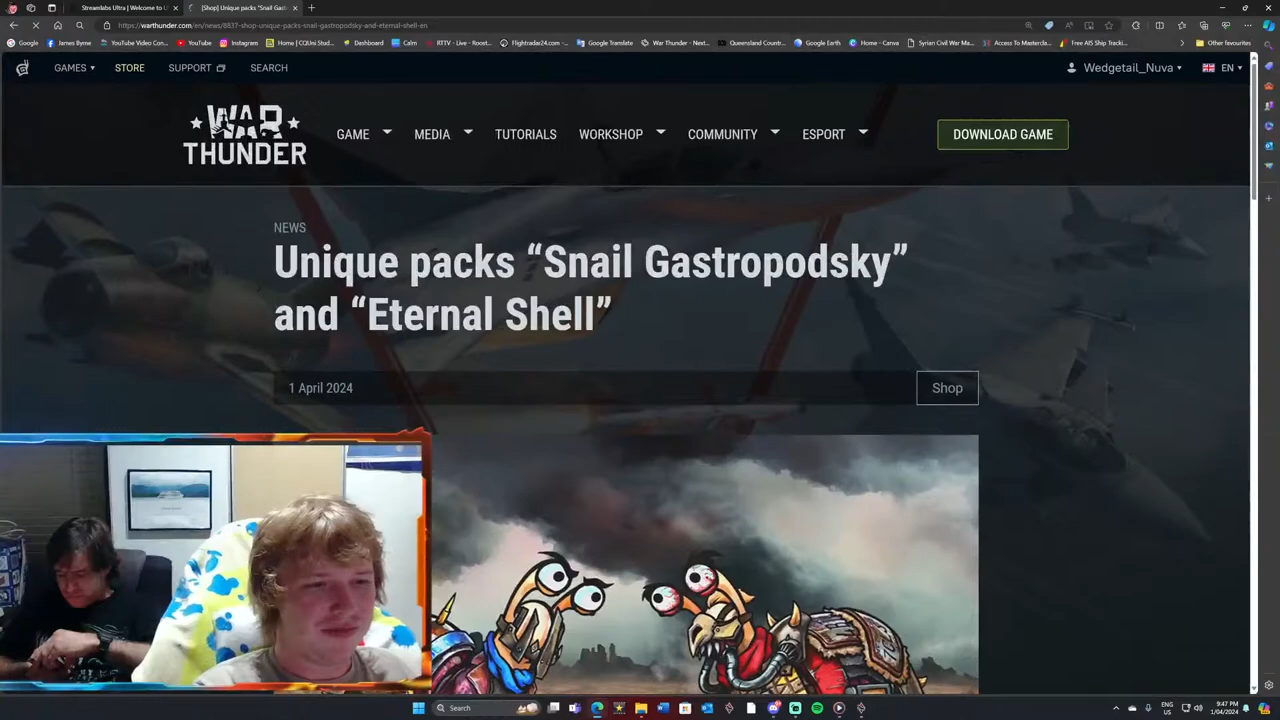 Streamlabs Ultra | Welcome to U
[Shop] Unique packs "Snail Gast
https://warthunder.com/en/news/8837-shop-unique-packs-snail-gastropodsky-and-eternal-shell-en
Google
James Byrne
YouTube Video Con...
YouTube
Instagram
Home | CQUni Stud...
Dashboard
Calm
RTTV - Live - Roost...
Flightradar24.com...
Google Translate
War Thunder - Next...
Queensland Countr...
Google Earth
Home - Canva
Syrian Civil War Ma...
Access To Mastercla...
Free AIS Ship Tracki...
Other favourites
GAMES
STORE
SUPPORT
SEARCH
Wedgetail_Nuva
EN
WAR
THUNDER
GAME
MEDIA
TUTORIALS
WORKSHOP
COMMUNITY
ESPORT
DOWNLOAD GAME
NEWS
Unique packs “Snail Gastropodsky”
and “Eternal Shell”
1 April 2024
Shop
Search
ENG
US
9:47 PM
1/04/2024